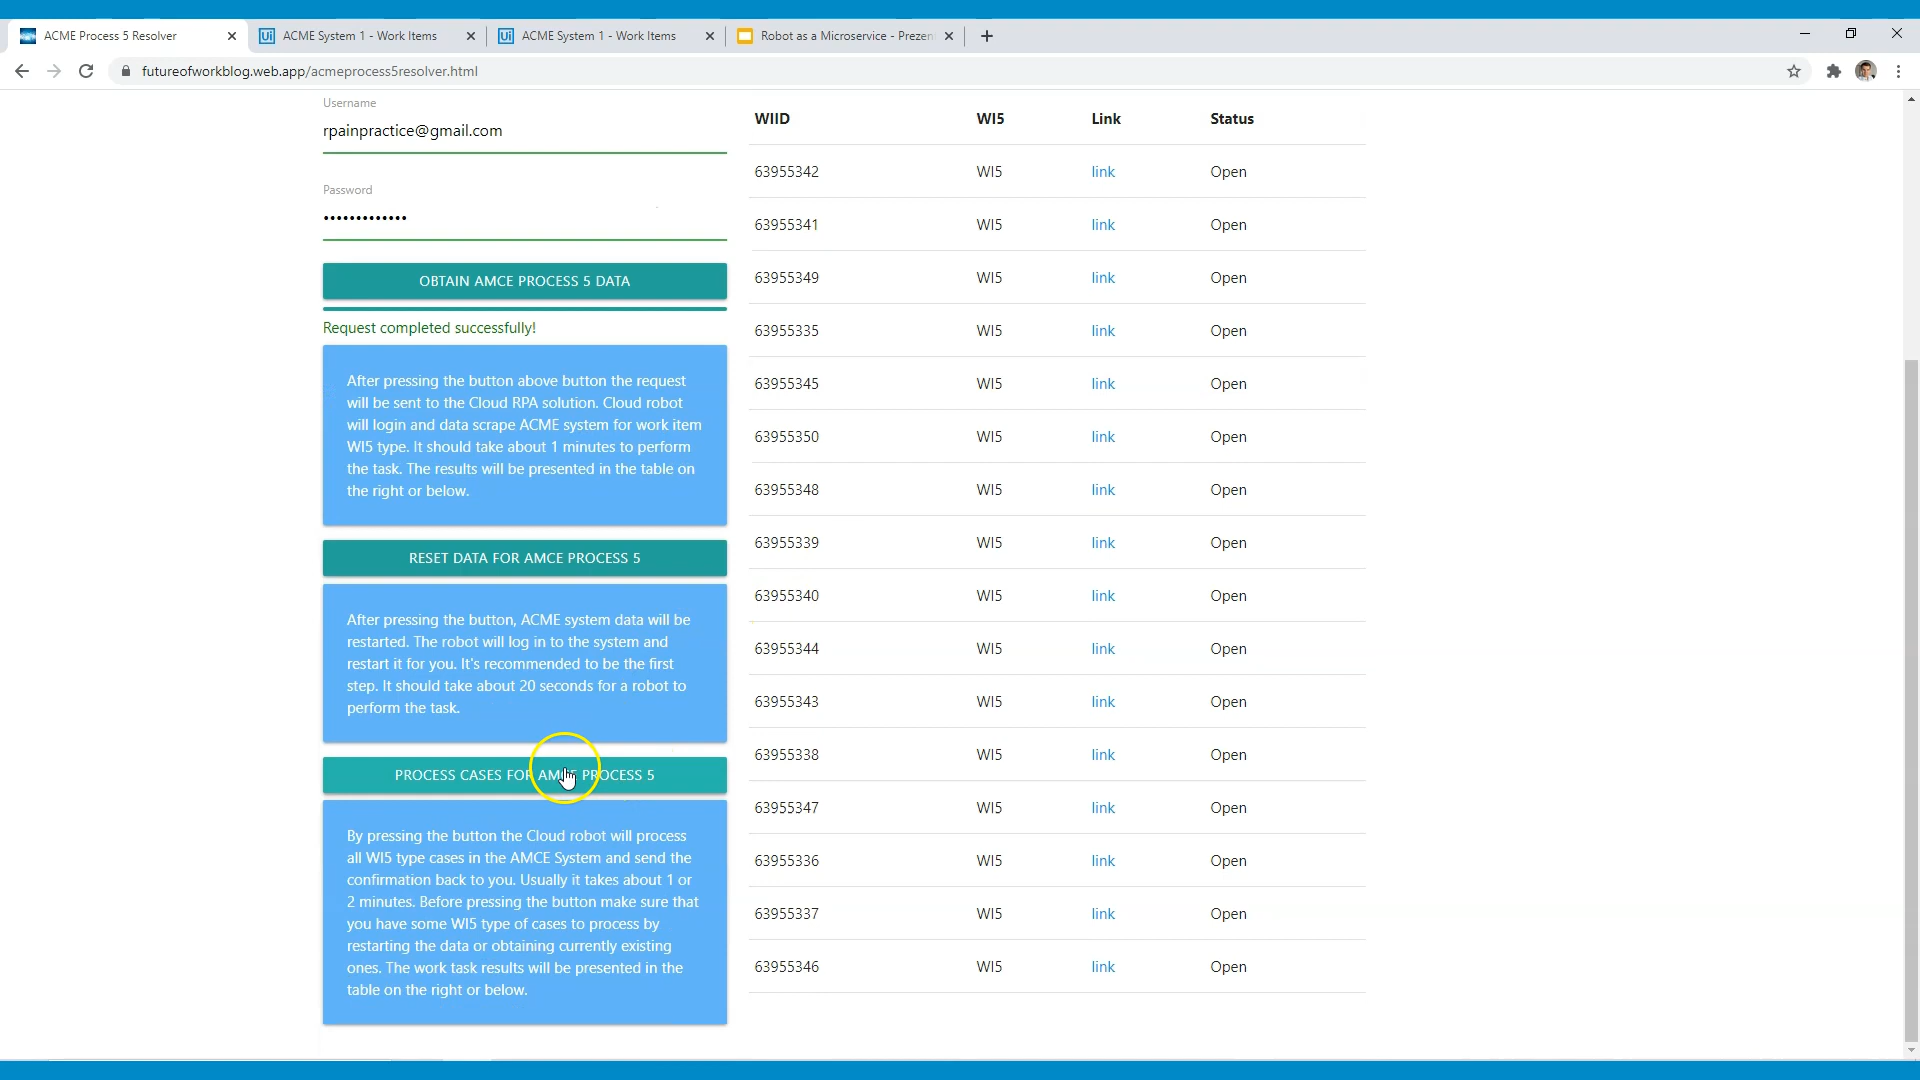 ACME Process 5 Resolver
ACME System 1 - Work Items
ACME System 1 - Work Items
Robot as a Microservice - Prezen
futureofworkblog.web.app/acmeprocess5resolver.html
Username
rpainpractice@gmail.com
Password
•••••••••••••
OBTAIN AMCE PROCESS 5 DATA
Request completed successfully!
After pressing the button above button the request
will be sent to the Cloud RPA solution. Cloud robot
will login and data scrape ACME system for work item
WI5 type. It should take about 1 minutes to perform
the task. The results will be presented in the table on
the right or below.
RESET DATA FOR AMCE PROCESS 5
After pressing the button, ACME system data will be
restarted. The robot will log in to the system and
restart it for you. It's recommended to be the first
step. It should take about 20 seconds for a robot to
perform the task.
PROCESS CASES FOR AMCE PROCESS 5
By pressing the button the Cloud robot will process
all WI5 type cases in the AMCE System and send the
confirmation back to you. Usually it takes about 1 or
2 minutes. Before pressing the button make sure that
you have some WI5 type of cases to process by
restarting the data or obtaining currently existing
ones. The work task results will be presented in the
table on the right or below.
WIID WI5 Link Status
63955342 WI5 link Open
63955341 WI5 link Open
63955349 WI5 link Open
63955335 WI5 link Open
63955345 WI5 link Open
63955350 WI5 link Open
63955348 WI5 link Open
63955339 WI5 link Open
63955340 WI5 link Open
63955344 WI5 link Open
63955343 WI5 link Open
63955338 WI5 link Open
63955347 WI5 link Open
63955336 WI5 link Open
63955337 WI5 link Open
63955346 WI5 link Open